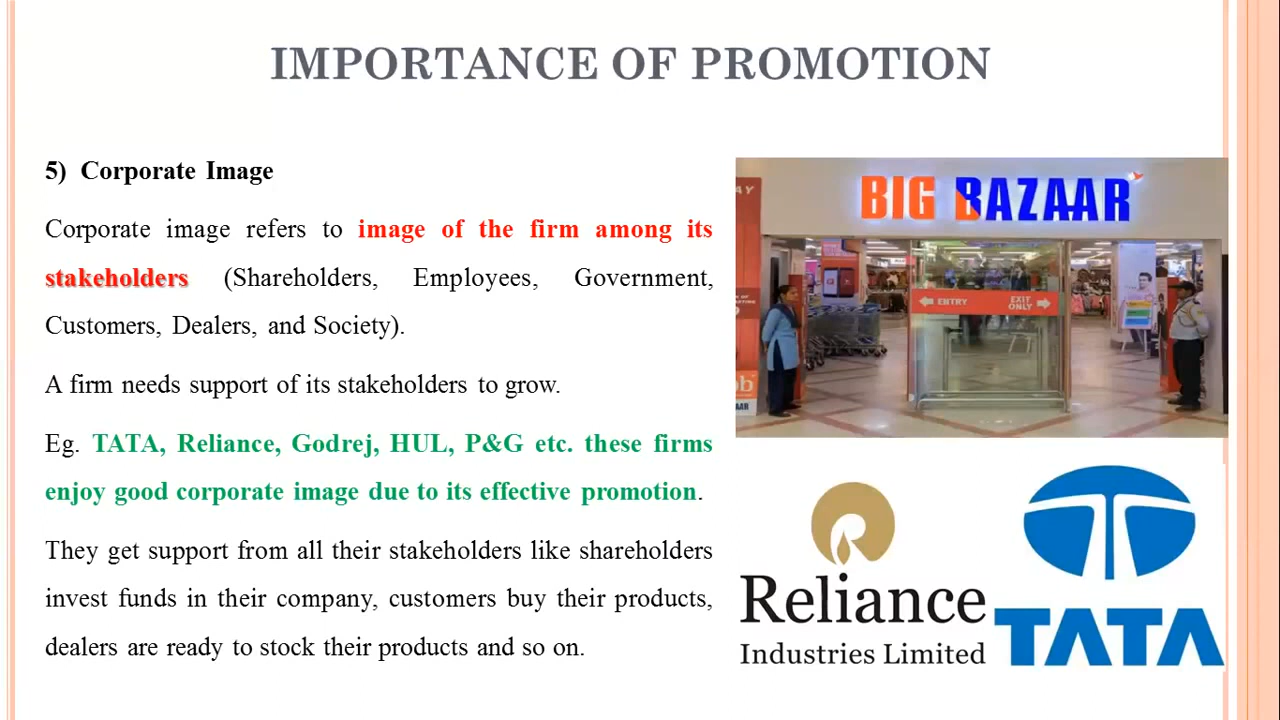 IMPORTANCE OF PROMOTION
5) Corporate Image
Corporate image refers to image of the firm among its
stakeholders (Shareholders, Employees, Government,
Customers, Dealers, and Society).
A firm needs support of its stakeholders to grow.
Eg. TATA, Reliance, Godrej, HUL, P&G etc. these firms
enjoy good corporate image due to its effective promotion.
They get support from all their stakeholders like shareholders
invest funds in their company, customers buy their products,
dealers are ready to stock their products and so on.
BIG BAZAAR
ENTRY
EXIT
ONLY
Reliance
Industries Limited
TATA